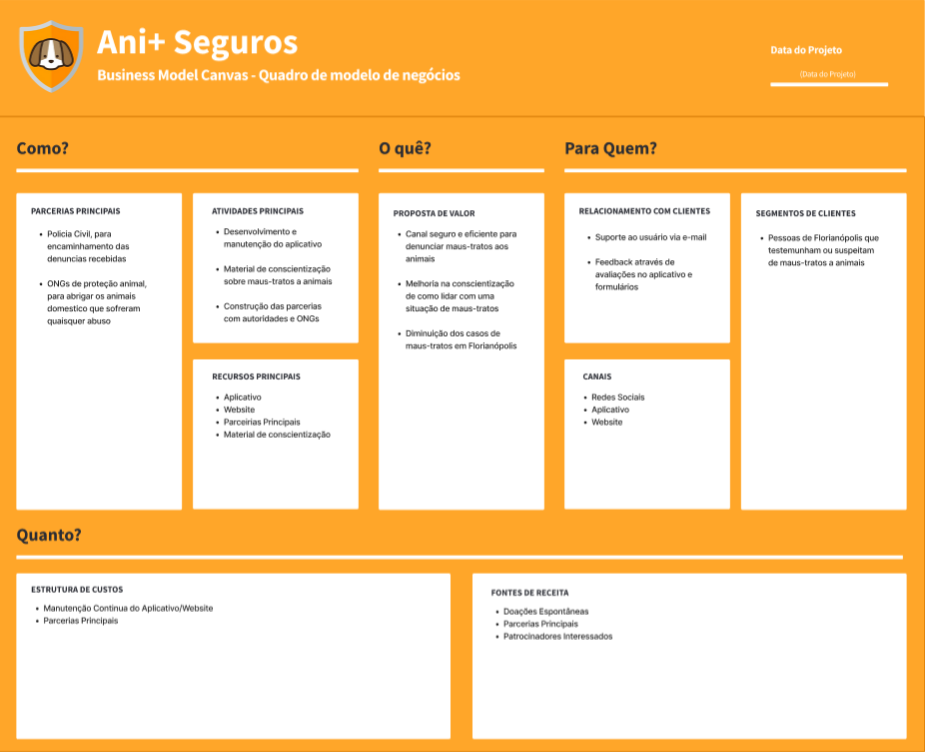 Ani+ Seguros
Business Model Canvas - Quadro de modelo de negócios
Data do Projeto
(Data do Projeto)
Como?
O quê?
Para Quem?
PARCERIAS PRINCIPAIS
• Policia Civil, para
encaminhamento das
denuncias recebidas
• ONGs de proteção animal,
para abrigar os animais
domestico que sofreram
quaisquer abuso
ATIVIDADES PRINCIPAIS
• Desenvolvimento e
manutenção do aplicativo
• Material de conscientização
sobre maus-tratos a animais
• Construção das parcerias
com autoridades e ONGs
RECURSOS PRINCIPAIS
• Aplicativo
• Website
• Parceirias Principais
• Material de conscientização
PROPOSTA DE VALOR
• Canal seguro e eficiente para
denunciar maus-tratos aos
animais
• Melhoria na conscientização
de como lidar com uma
situação de maus-tratos
• Diminuição dos casos de
maus-tratos em Florianópolis
RELACIONAMENTO COM CLIENTES
• Suporte ao usuário via e-mail
• Feedback através de
avaliações no aplicativo e
formulários
CANAIS
• Redes Sociais
• Aplicativo
• Website
SEGMENTOS DE CLIENTES
• Pessoas de Florianópolis que
testemunham ou suspeitam
de maus-tratos a animais
Quanto?
ESTRUTURA DE CUSTOS
• Manutenção Continua do Aplicativo/Website
• Parcerias Principais
FONTES DE RECEITA
• Doações Espontâneas
• Parcerias Principais
• Patrocinadores Interessados